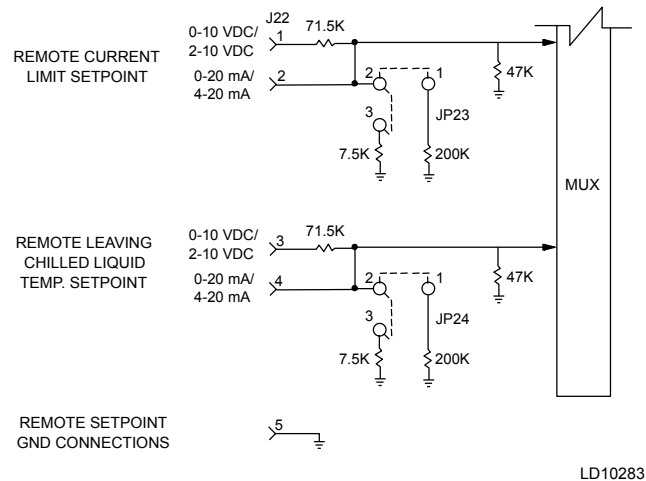 J22
REMOTE CURRENT
LIMIT SETPOINT
0-10 VDC/
2-10 VDC
1
71.5K
0-20 mA/
4-20 mA
2
2
1
3
JP23
7.5K
200K
47K
MUX
REMOTE LEAVING
CHILLED LIQUID
TEMP. SETPOINT
0-10 VDC/
2-10 VDC
3
71.5K
0-20 mA/
4-20 mA
4
2
1
3
JP24
7.5K
200K
47K
REMOTE SETPOINT
GND CONNECTIONS
5
LD10283